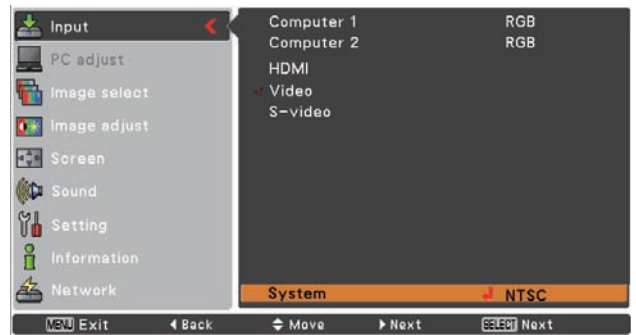 Input
PC adjust
Image select
Image adjust
Screen
Sound
Setting
Information
Network
Computer 1 RGB
Computer 2 RGB
HDMI
Video
S-video
System NTSC
MENU Exit Back Move Next SELECT Next